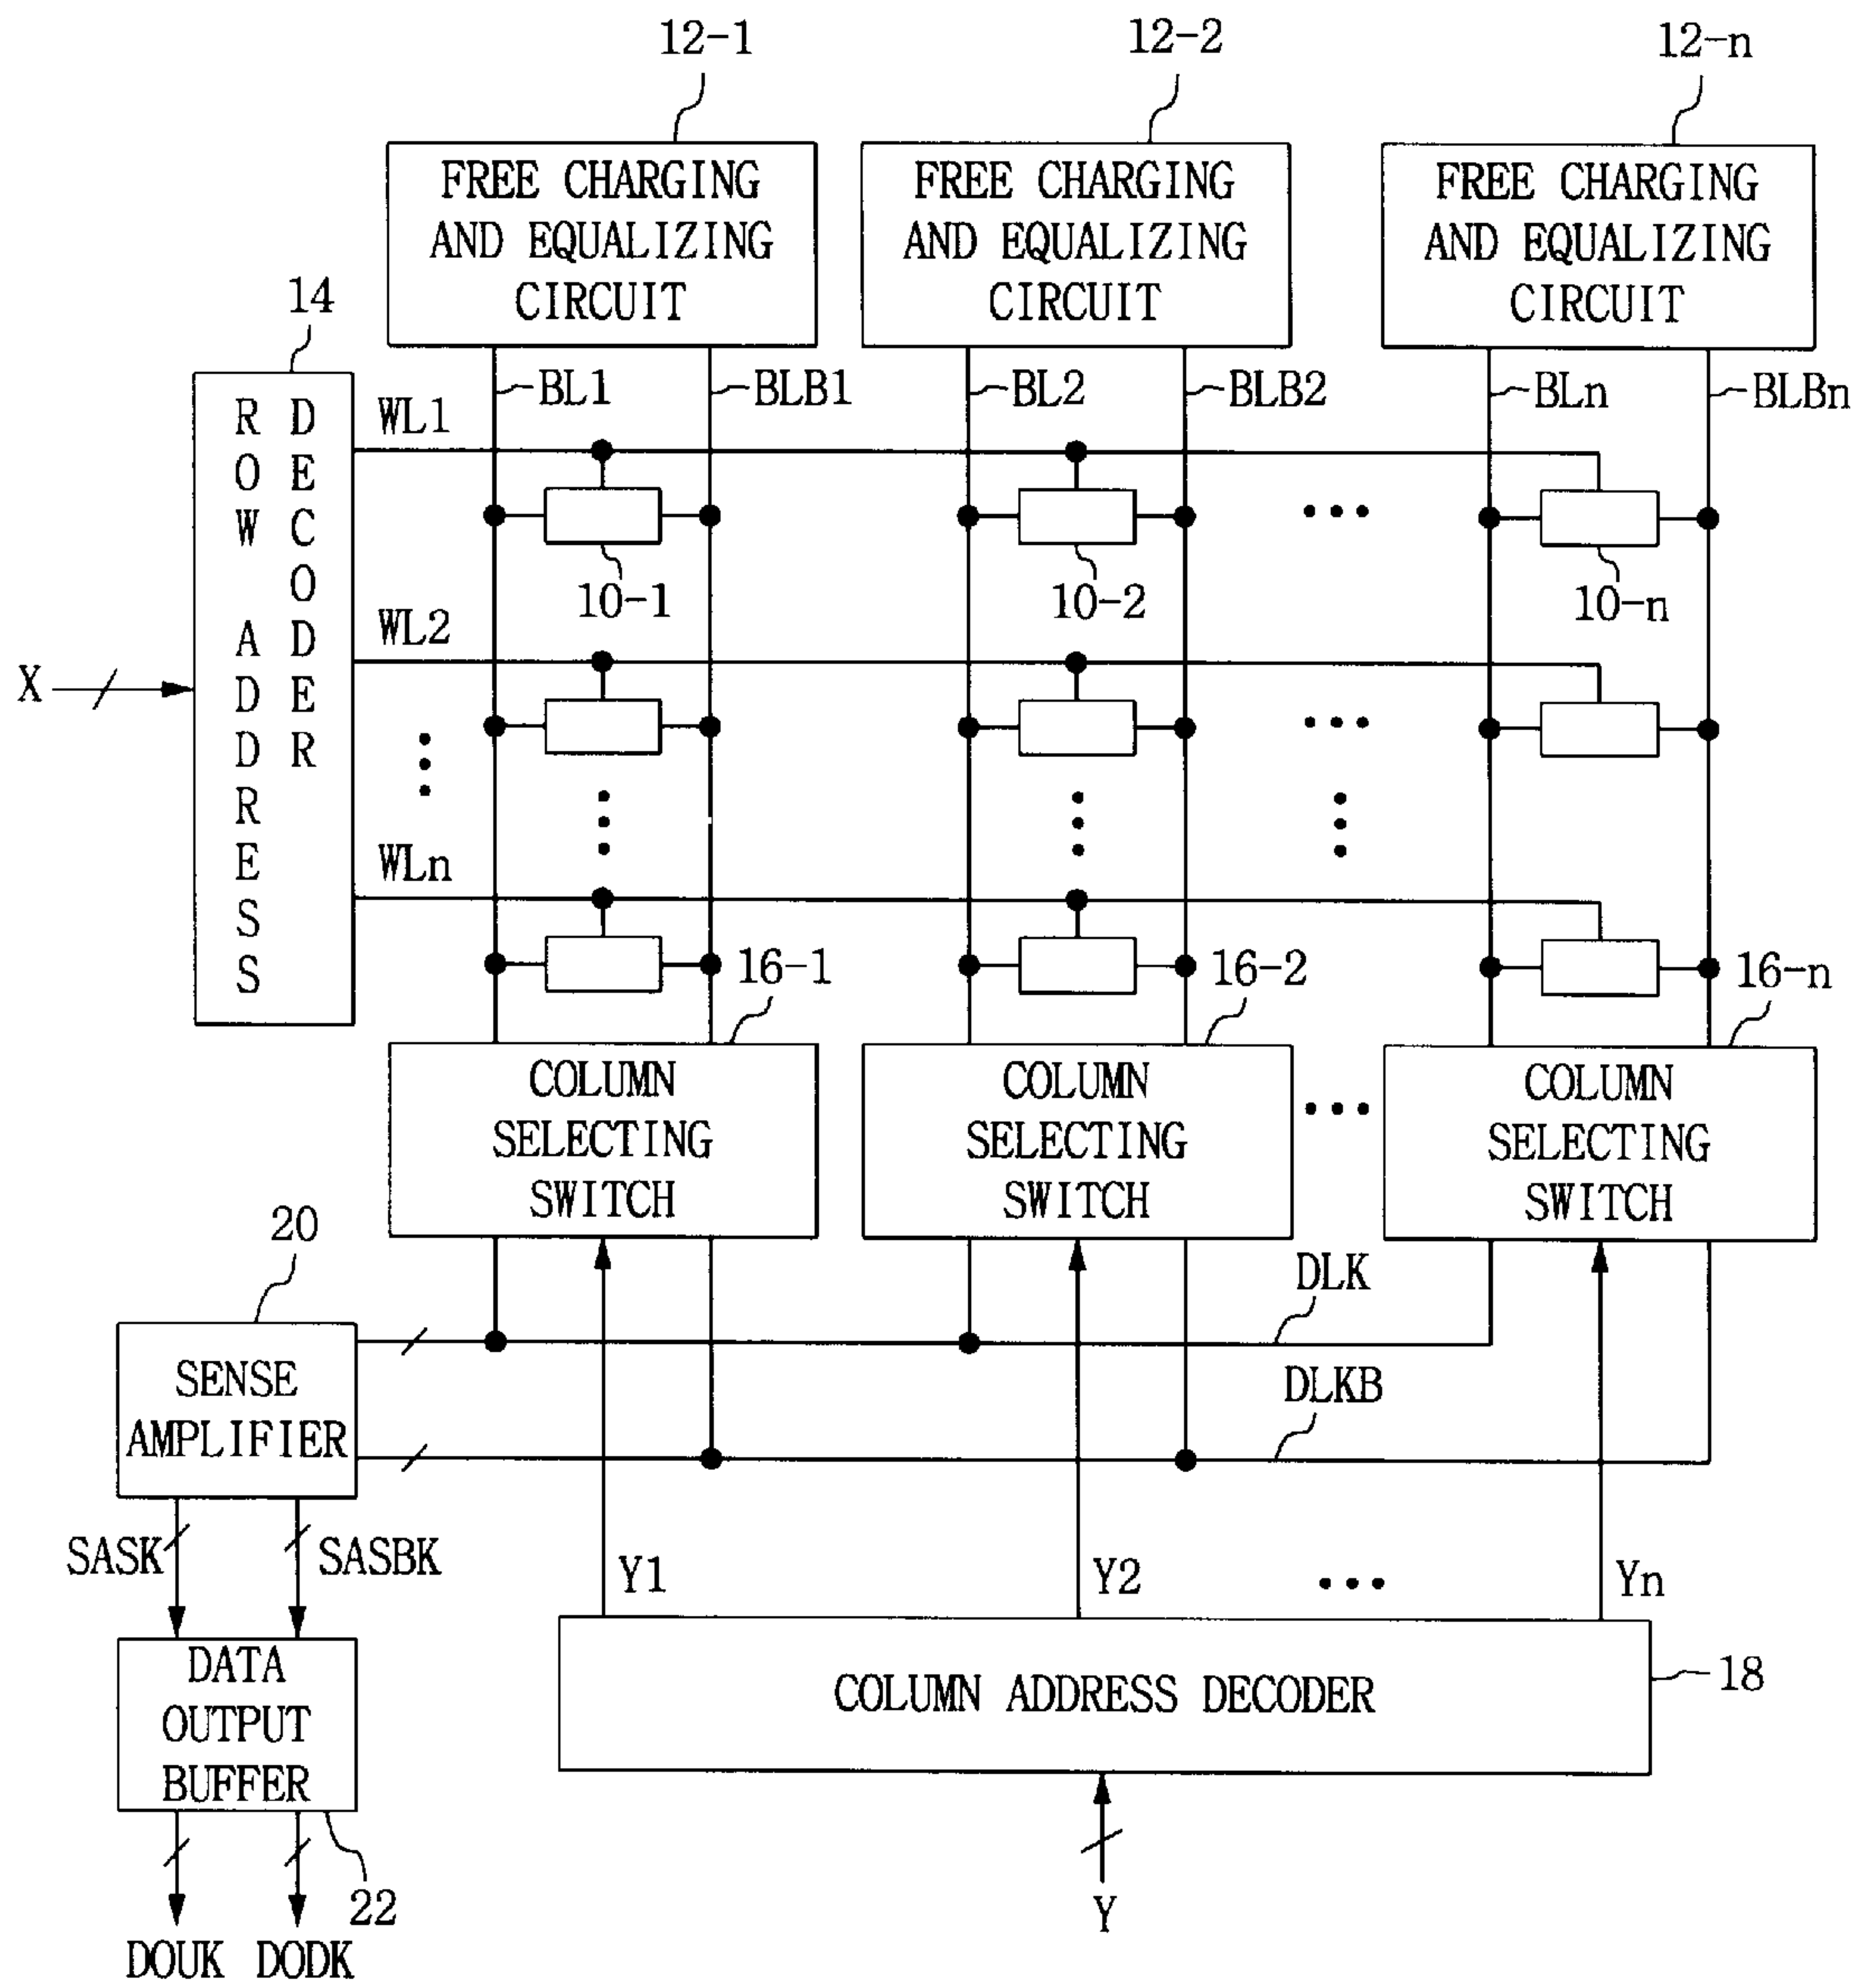 12-1
12-2
12-n
FREE CHARGING
AND EQUALIZING
CIRCUIT
FREE CHARGING
AND EQUALIZING
CIRCUIT
FREE CHARGING
AND EQUALIZING
CIRCUIT
14
ROW ADDRESS
DECODER
X
BL1
BLB1
BL2
BLB2
BLn
BLBn
WL1
10-1
10-2
10-n
WL2
WLn
16-1
16-2
16-n
COLUMN
SELECTING
SWITCH
COLUMN
SELECTING
SWITCH
COLUMN
SELECTING
SWITCH
20
DLK
SENSE
AMPLIFIER
DLKB
SASK
SASBK
Y1
Y2
Yn
DATA
OUTPUT
BUFFER
COLUMN ADDRESS DECODER
18
22
Y
DOUK
DODK